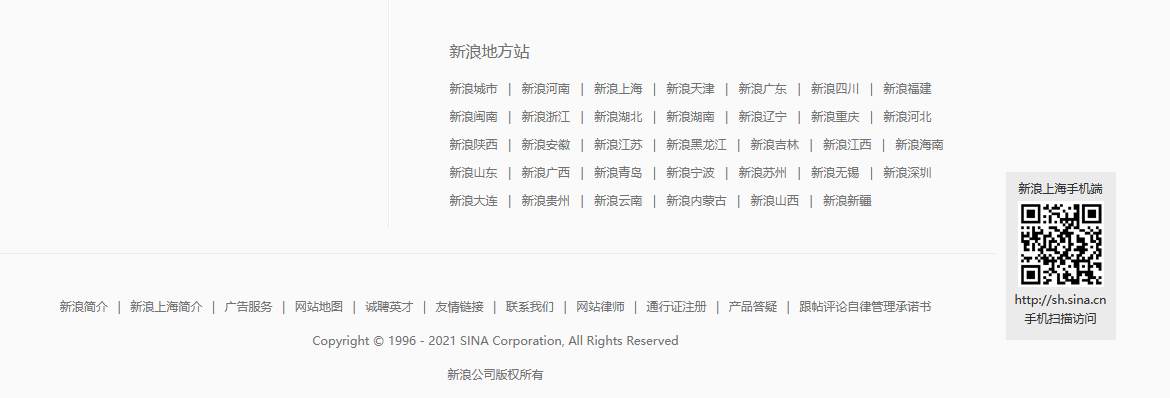 新浪地方站
新浪城市 | 新浪河南 | 新浪上海 | 新浪天津 | 新浪广东 | 新浪四川 | 新浪福建
新浪闽南 | 新浪浙江 | 新浪湖北 | 新浪湖南 | 新浪辽宁 | 新浪重庆 | 新浪河北
新浪陕西 | 新浪安徽 | 新浪江苏 | 新浪黑龙江 | 新浪吉林 | 新浪江西 | 新浪海南
新浪山东 | 新浪广西 | 新浪青岛 | 新浪宁波 | 新浪苏州 | 新浪无锡 | 新浪深圳
新浪大连 | 新浪贵州 | 新浪云南 | 新浪内蒙古 | 新浪山西 | 新浪新疆
新浪上海手机端
http://sh.sina.cn
手机扫描访问
新浪简介 | 新浪上海简介 | 广告服务 | 网站地图 | 诚聘英才 | 友情链接 | 联系我们 | 网站律师 | 通行证注册 | 产品答疑 | 跟帖评论自律管理承诺书
Copyright © 1996 - 2021 SINA Corporation, All Rights Reserved
新浪公司版权所有